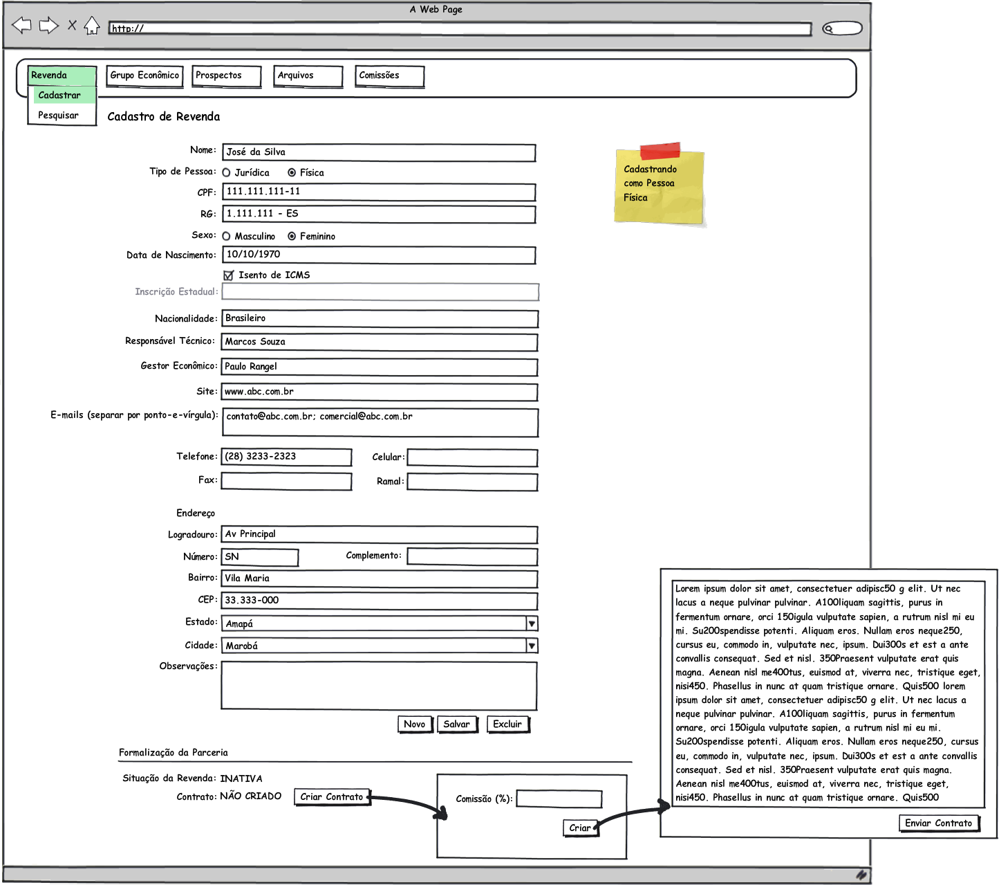 A Web Page
http://
Revenda
Grupo Econômico
Prospectos
Arquivos
Comissões
Cadastrar
Pesquisar
Cadastro de Revenda
Nome: José da Silva
Tipo de Pessoa: Jurídica Física
CPF: 111.111.111-11
RG: 1.111.111 - ES
Sexo: Masculino Feminino
Data de Nascimento: 10/10/1970
Isento de ICMS
Inscrição Estadual:
Nacionalidade: Brasileiro
Responsável Técnico: Marcos Souza
Gestor Econômico: Paulo Rangel
Site: www.abc.com.br
E-mails (separar por ponto-e-vírgula): contato@abc.com.br; comercial@abc.com.br
Telefone: (28) 3233-2323 Celular:
Fax: Ramal:
Endereço
Logradouro: Av Principal
Número: SN Complemento:
Bairro: Vila Maria
CEP: 33.333-000
Estado: Amapá
Cidade: Marobá
Observações:
Novo Salvar Excluir
Cadastrando
como Pessoa
Física
Formalização da Parceria
Situação da Revenda: INATIVA
Contrato: NÃO CRIADO Criar Contrato
Comissão (%):
Criar
Lorem ipsum dolor sit amet, consectetuer adipisc50 g elit. Ut nec
lacus a neque pulvinar pulvinar. A100liquam sagittis, purus in
fermentum ornare, orci 150igula vulputate sapien, a rutrum nisl mi eu
mi. Su200spendisse potenti. Aliquam eros. Nullam eros neque250,
cursus eu, commodo in, vulputate nec, ipsum. Dui300s et est a ante
convallis consequat. Sed et nisl. 350Praesent vulputate erat quis
magna. Aenean nisl me400tus, euismod at, viverra nec, tristique eget,
nisi450. Phasellus in nunc at quam tristique ornare. Quis500 lorem
ipsum dolor sit amet, consectetuer adipisc50 g elit. Ut nec lacus a
neque pulvinar pulvinar. A100liquam sagittis, purus in fermentum
ornare, orci 150igula vulputate sapien, a rutrum nisl mi eu mi.
Su200spendisse potenti. Aliquam eros. Nullam eros neque250, cursus
eu, commodo in, vulputate nec, ipsum. Dui300s et est a ante convallis
consequat. Sed et nisl. 350Praesent vulputate erat quis magna.
Aenean nisl me400tus, euismod at, viverra nec, tristique eget,
nisi450. Phasellus in nunc at quam tristique ornare. Quis500
Enviar Contrato